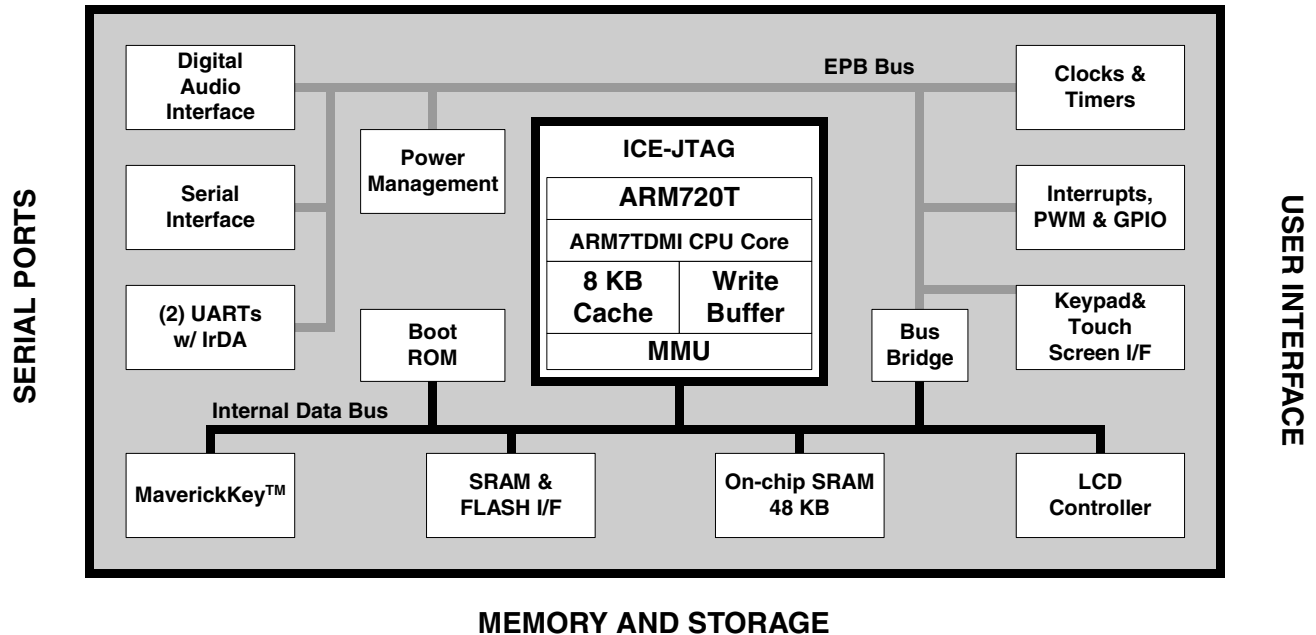 Digital
Audio
Interface
EPB Bus
Clocks &
Timers
Power
Management
ICE-JTAG
ARM720T
ARM7TDMI CPU Core
8 KB
Cache
Write
Buffer
MMU
Serial
Interface
Interrupts,
PWM & GPIO
(2) UARTs
w/ IrDA
Boot
ROM
Bus
Bridge
Keypad&
Touch
Screen I/F
Internal Data Bus
MaverickKey™
SRAM &
FLASH I/F
On-chip SRAM
48 KB
LCD
Controller
SERIAL PORTS
USER INTERFACE
MEMORY AND STORAGE